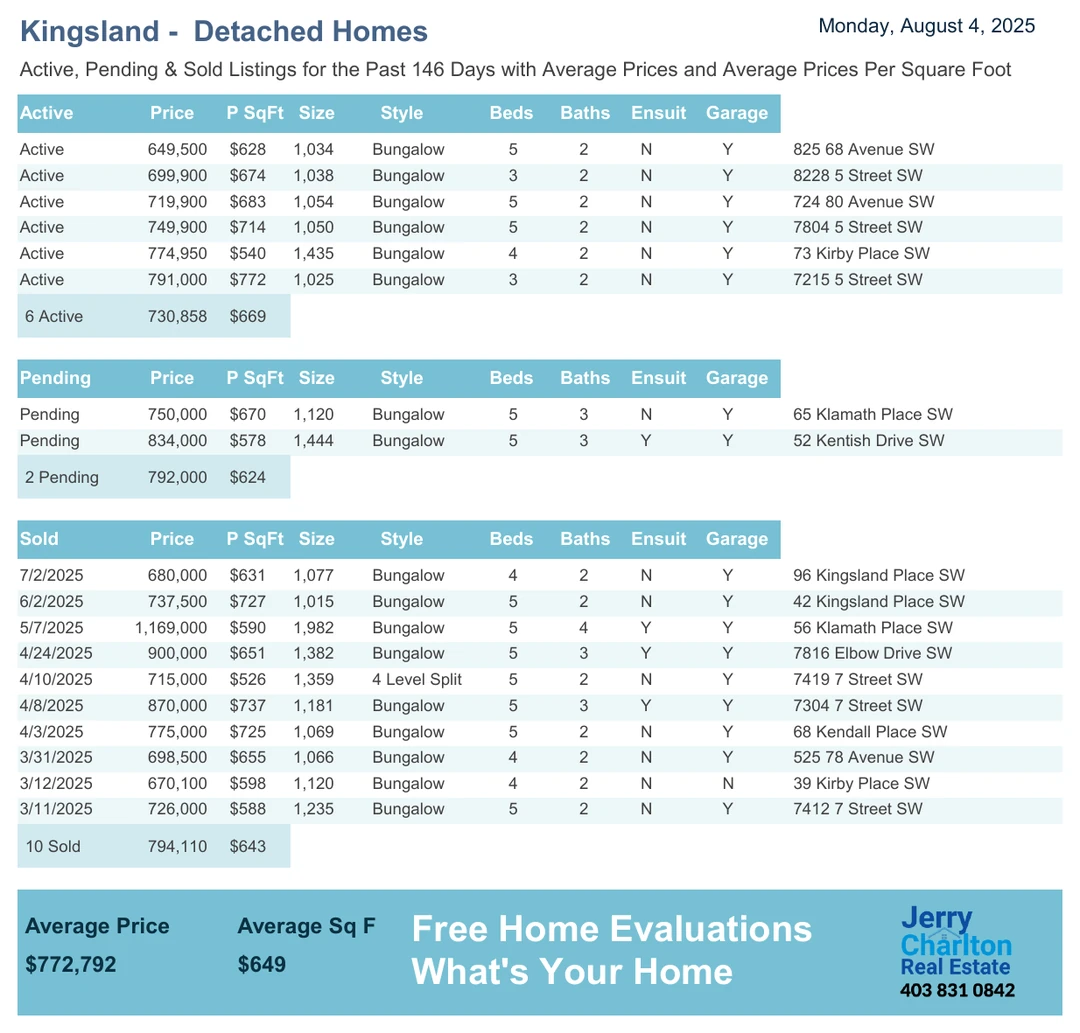 Kingsland -  Detached Homes
Monday, August 4, 2025
Active, Pending & Sold Listings for the Past 146 Days with Average Prices and Average Prices Per Square Foot
Active Price P SqFt Size Style Beds Baths Ensuit Garage
Active 649,500 $628 1,034 Bungalow 5 2 N Y 825 68 Avenue SW
Active 699,900 $674 1,038 Bungalow 3 2 N Y 8228 5 Street SW
Active 719,900 $683 1,054 Bungalow 5 2 N Y 724 80 Avenue SW
Active 749,900 $714 1,050 Bungalow 5 2 N Y 7804 5 Street SW
Active 774,950 $540 1,435 Bungalow 4 2 N Y 73 Kirby Place SW
Active 791,000 $772 1,025 Bungalow 3 2 N Y 7215 5 Street SW
6 Active 730,858 $669
Pending Price P SqFt Size Style Beds Baths Ensuit Garage
Pending 750,000 $670 1,120 Bungalow 5 3 N Y 65 Klamath Place SW
Pending 834,000 $578 1,444 Bungalow 5 3 Y Y 52 Kentish Drive SW
2 Pending 792,000 $624
Sold Price P SqFt Size Style Beds Baths Ensuit Garage
7/2/2025 680,000 $631 1,077 Bungalow 4 2 N Y 96 Kingsland Place SW
6/2/2025 737,500 $727 1,015 Bungalow 5 2 N Y 42 Kingsland Place SW
5/7/2025 1,169,000 $590 1,982 Bungalow 5 4 Y Y 56 Klamath Place SW
4/24/2025 900,000 $651 1,382 Bungalow 5 3 Y Y 7816 Elbow Drive SW
4/10/2025 715,000 $526 1,359 4 Level Split 5 2 N Y 7419 7 Street SW
4/8/2025 870,000 $737 1,181 Bungalow 5 3 Y Y 7304 7 Street SW
4/3/2025 775,000 $725 1,069 Bungalow 5 2 N Y 68 Kendall Place SW
3/31/2025 698,500 $655 1,066 Bungalow 4 2 N Y 525 78 Avenue SW
3/12/2025 670,100 $598 1,120 Bungalow 4 2 N N 39 Kirby Place SW
3/11/2025 726,000 $588 1,235 Bungalow 5 2 N Y 7412 7 Street SW
10 Sold 794,110 $643
Average Price Average Sq F
$772,792 $649
Free Home Evaluations
What's Your Home
Jerry
Charlton
Real Estate
403 831 0842